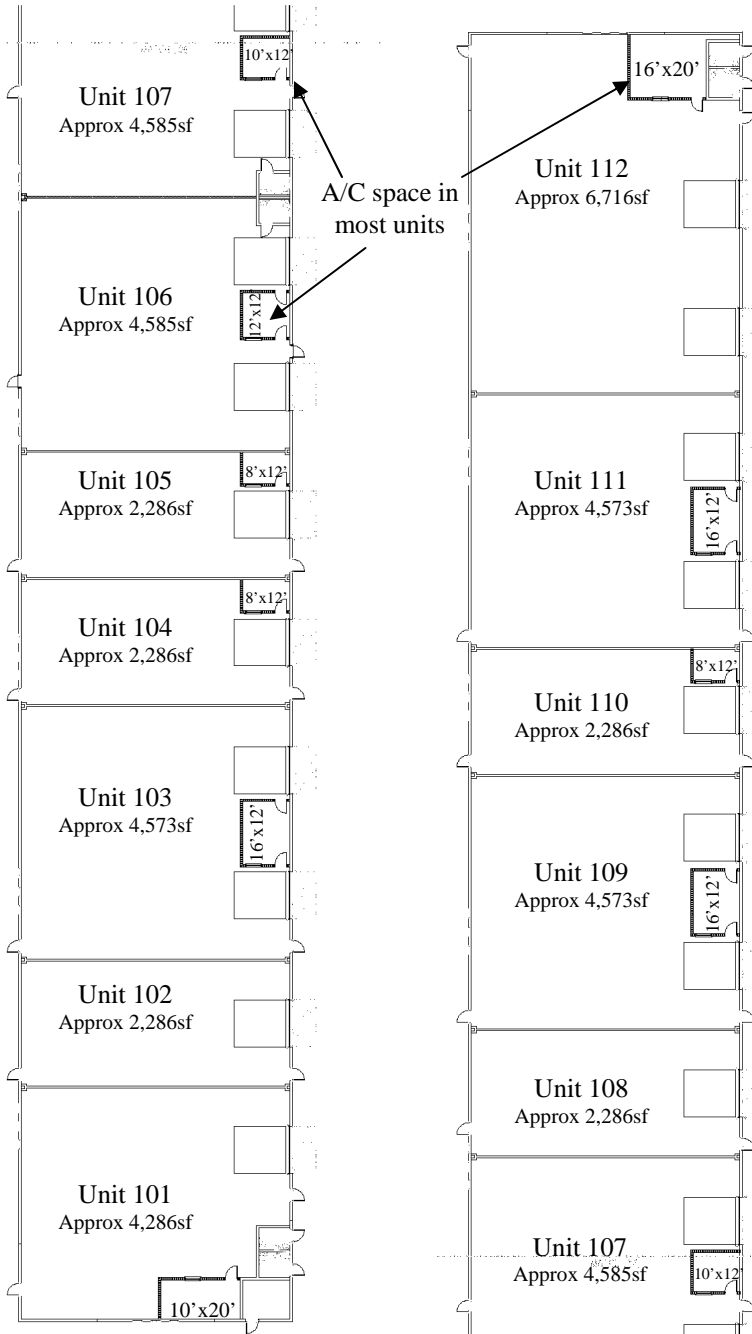 10'x12'
Unit 107
Approx 4,585sf
A/C space in
most units
Unit 106
Approx 4,585sf
12'x12'
Unit 105
Approx 2,286sf
8'x12'
Unit 104
Approx 2,286sf
8'x12'
Unit 103
Approx 4,573sf
16'x12'
Unit 102
Approx 2,286sf
Unit 101
Approx 4,286sf
10'x20'
16'x20'
Unit 112
Approx 6,716sf
Unit 111
Approx 4,573sf
16'x12'
8'x12'
Unit 110
Approx 2,286sf
Unit 109
Approx 4,573sf
16'x12'
Unit 108
Approx 2,286sf
Unit 107
Approx 4,585sf
10'x12'